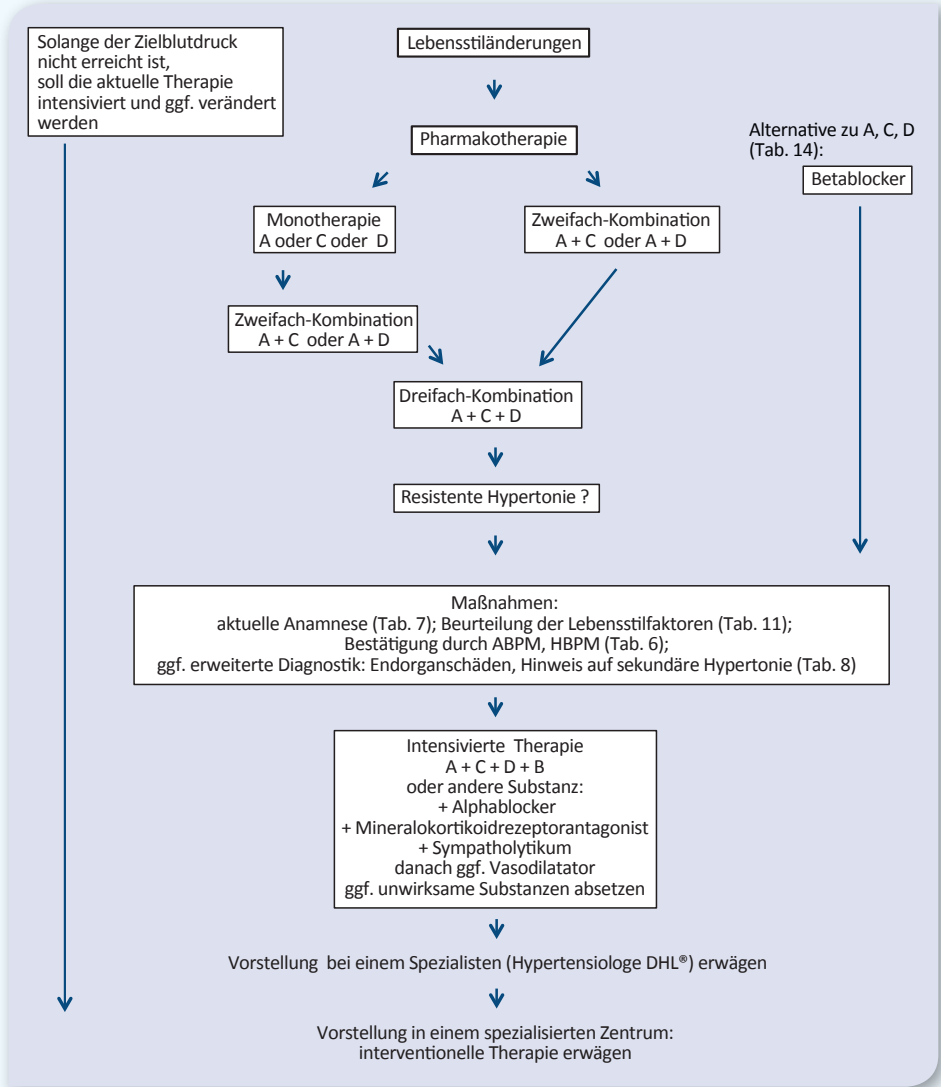 Solange der Zielblutdruck
nicht erreicht ist,
soll die aktuelle Therapie
intensiviert und ggf. verändert
werden
Lebensstiländerungen
Pharmakotherapie
Alternative zu A, C, D
(Tab. 14):
Betablocker
Monotherapie
A oder C oder D
Zweifach-Kombination
A + C oder A + D
Zweifach-Kombination
A + C oder A + D
Dreifach-Kombination
A + C + D
Resistente Hypertonie ?
Maßnahmen:
aktuelle Anamnese (Tab. 7); Beurteilung der Lebensstilfaktoren (Tab. 11);
Bestätigung durch ABPM, HBPM (Tab. 6);
ggf. erweiterte Diagnostik: Endorganschäden, Hinweis auf sekundäre Hypertonie (Tab. 8)
Intensivierte Therapie
A + C + D + B
oder andere Substanz:
+ Alphablocker
+ Mineralokortikoidrezeptorantagonist
+ Sympatholytikum
danach ggf. Vasodilatator
ggf. unwirksame Substanzen absetzen
Vorstellung bei einem Spezialisten (Hypertensiologe DHL®) erwägen
Vorstellung in einem spezialisierten Zentrum:
interventionelle Therapie erwägen